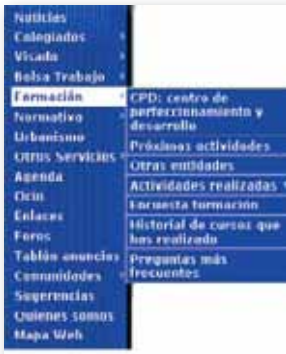 Noticias
Colegiados
Visado
Bolsa Trabajo
Formación
Normativa
Urbanismo
Otros Servicios
Agenda
Ocio
Enlaces
Foros
Tablón anuncios
Comunidades
Sugerencias
Quienes somos
Mapa Web
CPD: centro de
perfeccionamiento y
desarrollo
Próximas actividades
Otras entidades
Actividades realizadas
Encuesta formación
Historial de cursos que
has realizado
Preguntas más
frecuentes